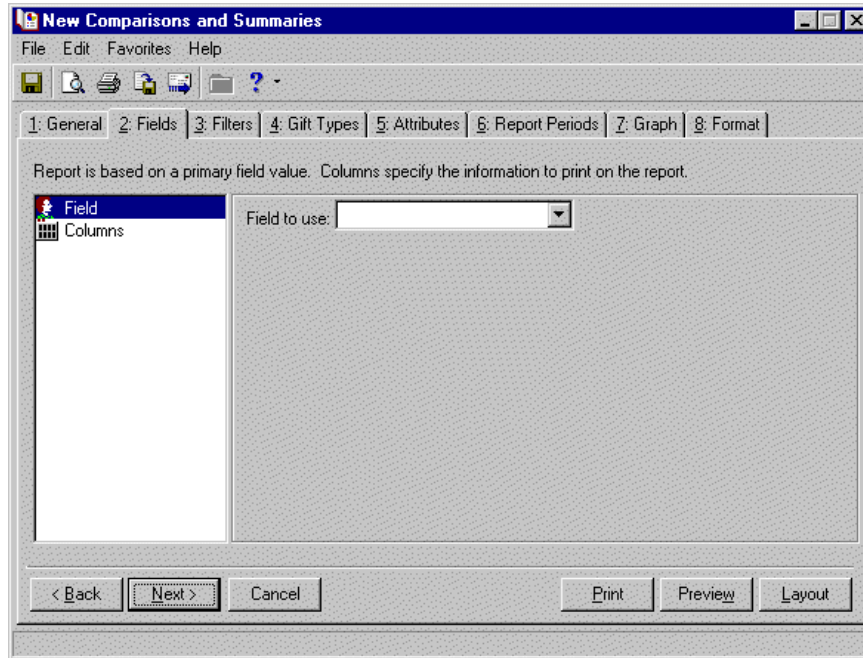 New Comparisons and Summaries
File Edit Favorites Help
1: General 2: Fields 3: Filters 4: Gift Types 5: Attributes 6: Report Periods 7: Graph 8: Format
Report is based on a primary field value. Columns specify the information to print on the report.
Field
Field to use:
Columns
< Back Next > Cancel Print Preview Layout